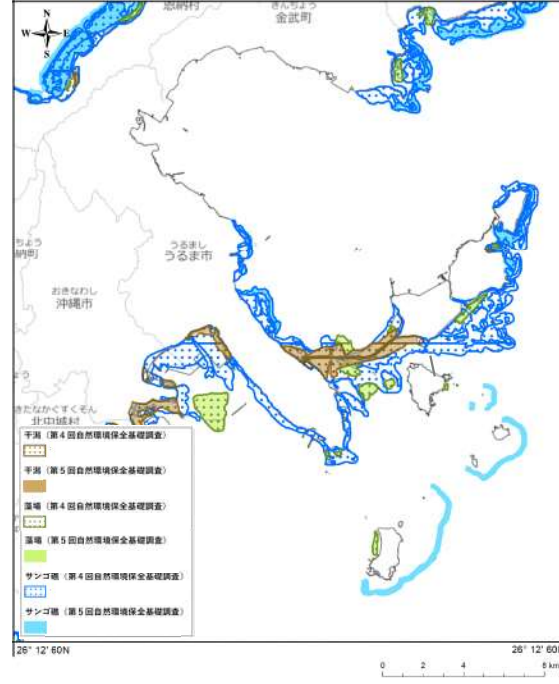 恩納村
きんちょう
金武町
N
W E
S
ちょう
納町
うるまし
うるま市
おきなわし
沖縄市
きたなかぐすくそん
北中城村
干潟（第４回自然環境保全基礎調査）
干潟（第５回自然環境保全基礎調査）
藻場（第４回自然環境保全基礎調査）
藻場（第５回自然環境保全基礎調査）
サンゴ礁（第４回自然環境保全基礎調査）
サンゴ礁（第５回自然環境保全基礎調査）
26° 12' 60N
26° 12' 60N
0 2 4 8 km